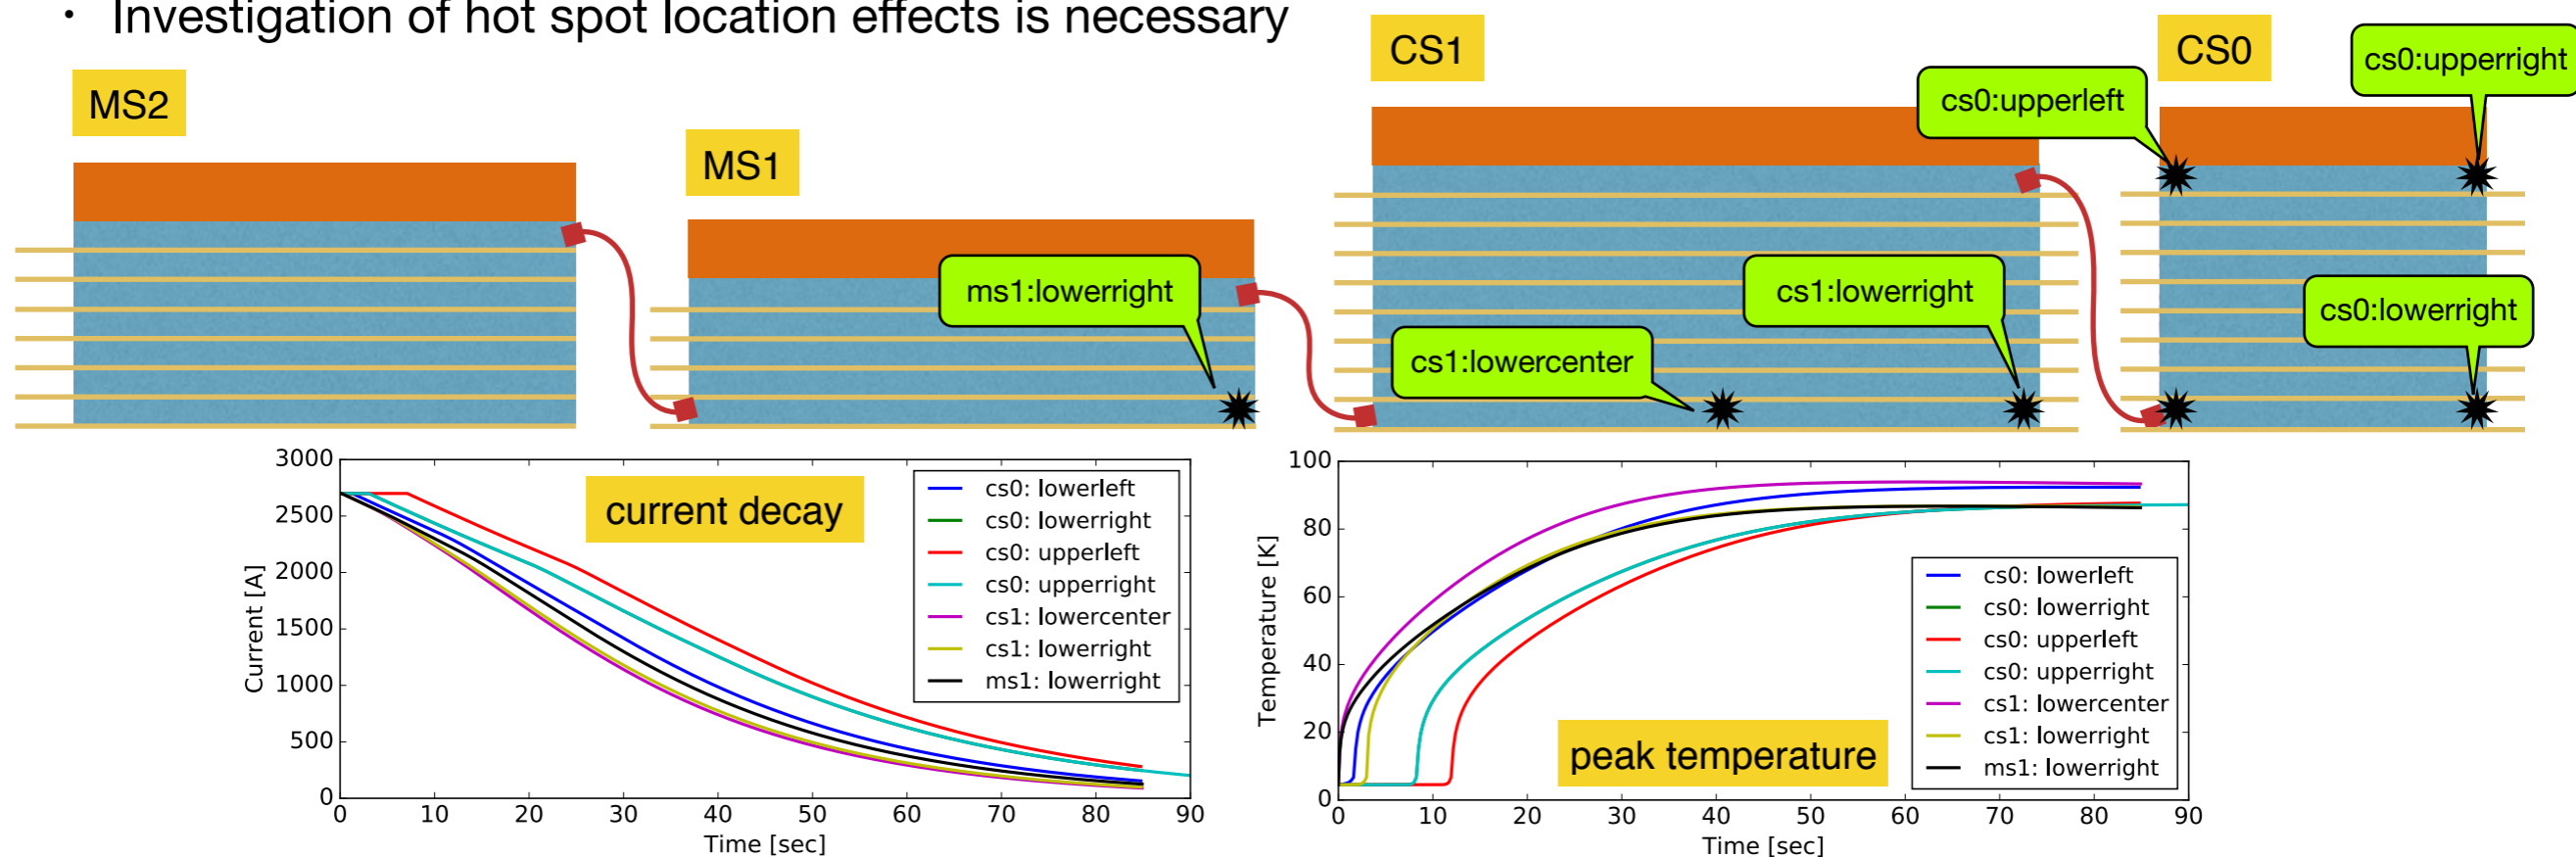 · Investigation of hot spot location effects is necessary
MS2
MS1
CS1
CS0
cs0:upperleft
cs0:upperright
ms1:lowerright
cs1:lowercenter
cs1:lowerright
cs0:lowerright
3000
2500
2000
1500
1000
500
0
Current [A]
current decay
cs0: lowerleft
cs0: lowerright
cs0: upperleft
cs0: upperright
cs1: lowercenter
cs1: lowerright
ms1: lowerright
0 10 20 30 40 50 60 70 80 90
Time [sec]
100
80
60
40
20
0
Temperature [K]
peak temperature
cs0: lowerleft
cs0: lowerright
cs0: upperleft
cs0: upperright
cs1: lowercenter
cs1: lowerright
ms1: lowerright
0 10 20 30 40 50 60 70 80 90
Time [sec]